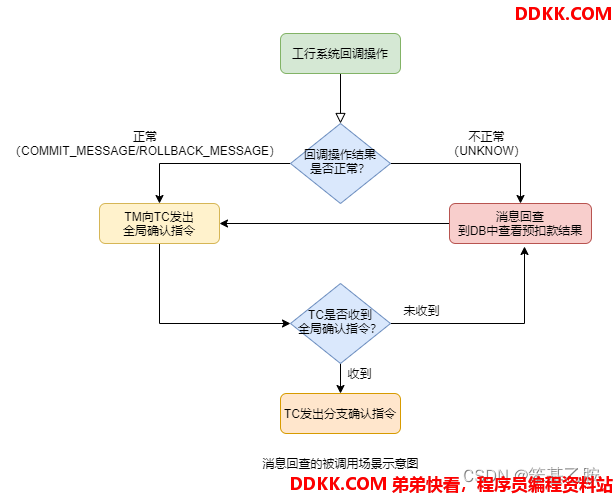 DDKK.COM
工行系统回调操作
正常
（COMMIT_MESSAGE/ROLLBACK_MESSAGE）
回调操作结果
是否正常？
不正常
（UNKNOW）
TM向TC发出
全局确认指令
消息回查
到DB中查看预扣款结果
TC是否收到
全局确认指令？
未收到
收到
TC发出分支确认指令
消息回查的被调用场景示意图
CSDN @笑其乙胺
DDKK.COM 弟弟快看，程序员编程资料站